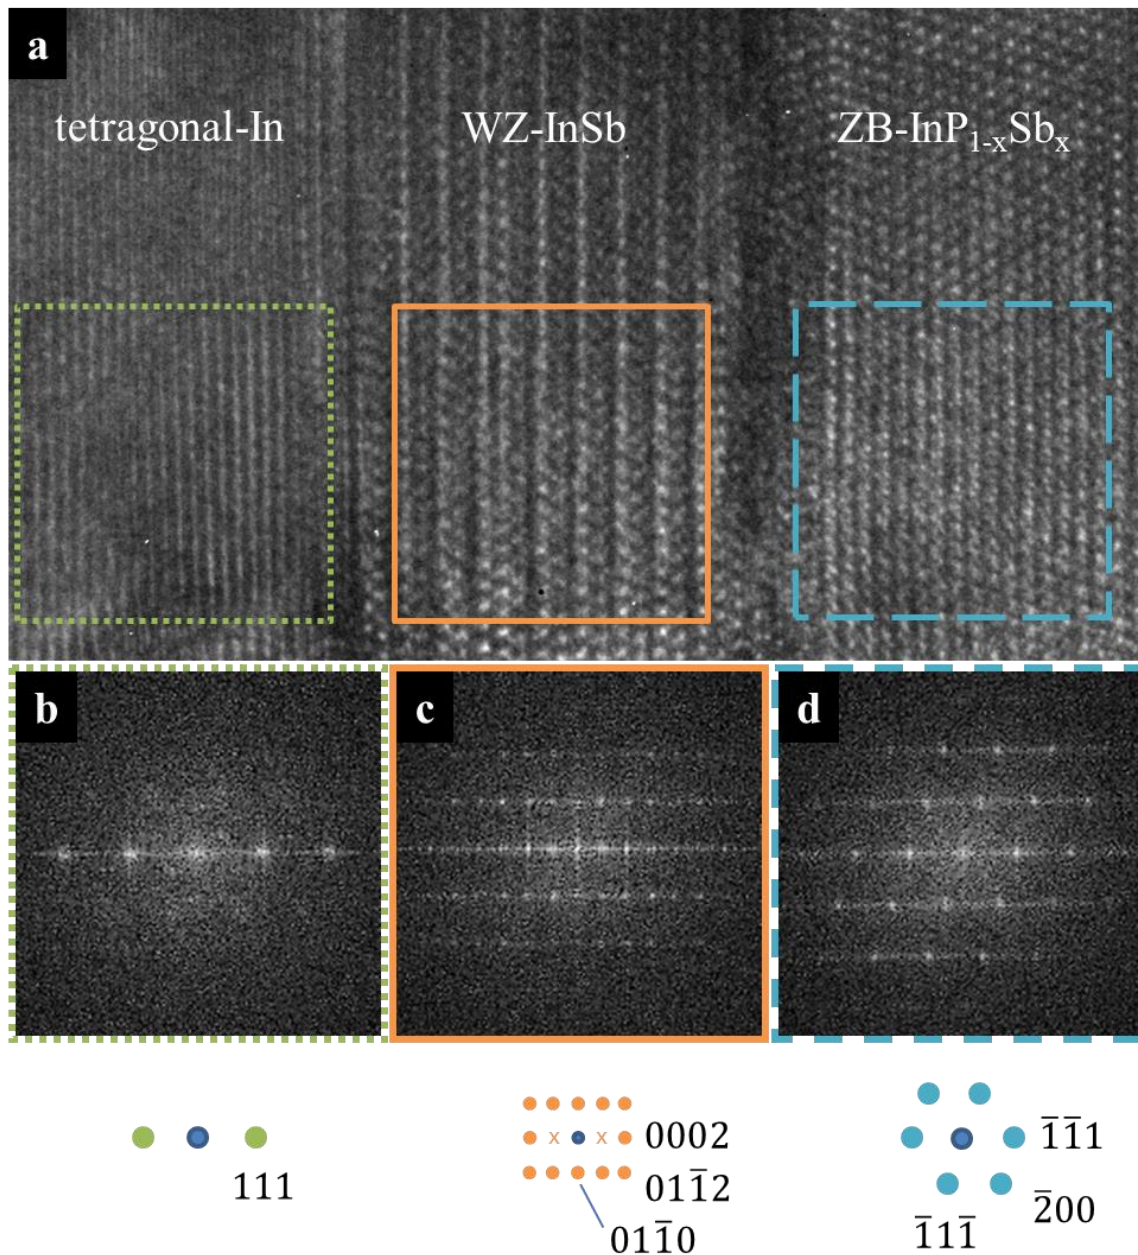 a
tetragonal-In
WZ-InSb
ZB-InP₁₋ₓSbₓ
b
c
d
111
x
x
0002
011̄2
011̄0
1̄1̄1
2̄00
1̄11̄